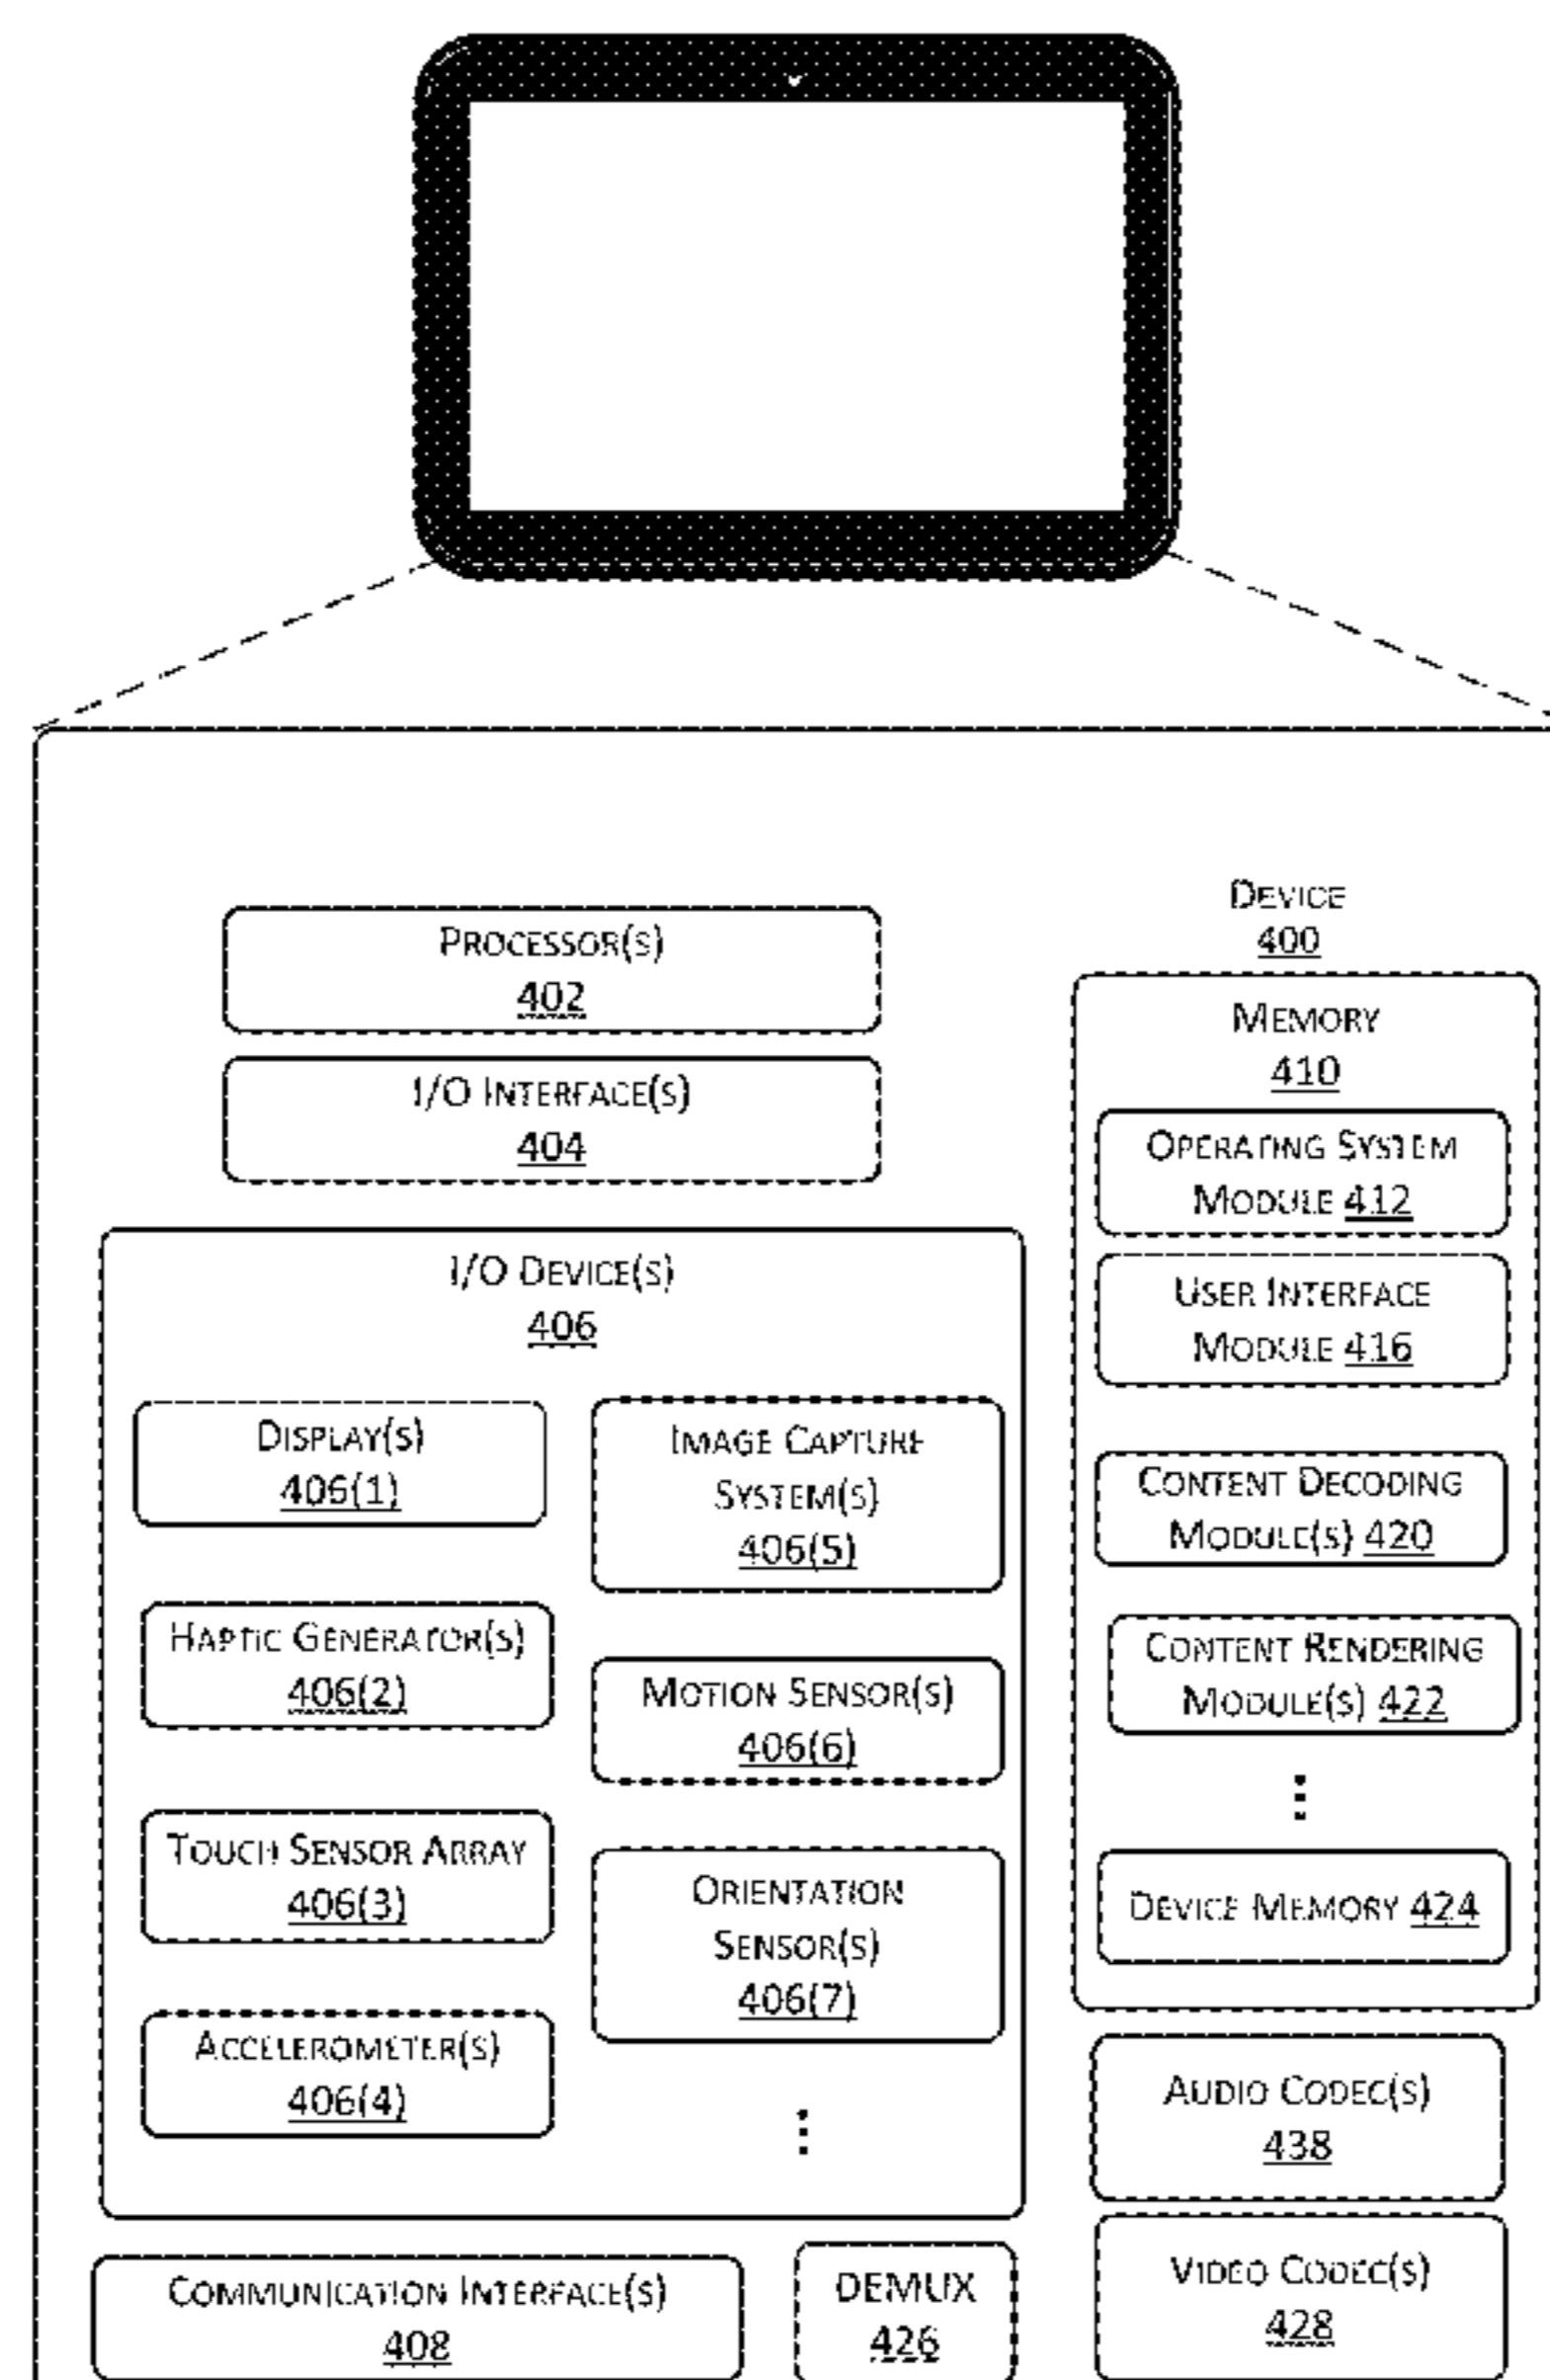 Processor(s)
402
I/O Interface(s)
404
I/O Device(s)
406
Display(s)
406(1)
Haptic Generator(s)
406(2)
Touch Sensor Array
406(3)
Accelerometer(s)
406(4)
Image Capture
System(s)
406(5)
Motion Sensor(s)
406(6)
Orientation
Sensor(s)
406(7)
Communication Interface(s)
408
DEMUX
426
Device
400
Memory
410
Operating System
Module 412
User Interface
Module 416
Content Decoding
Module(s) 420
Content Rendering
Module(s) 422
Device Memory 424
Audio Codec(s)
438
Video Codec(s)
428